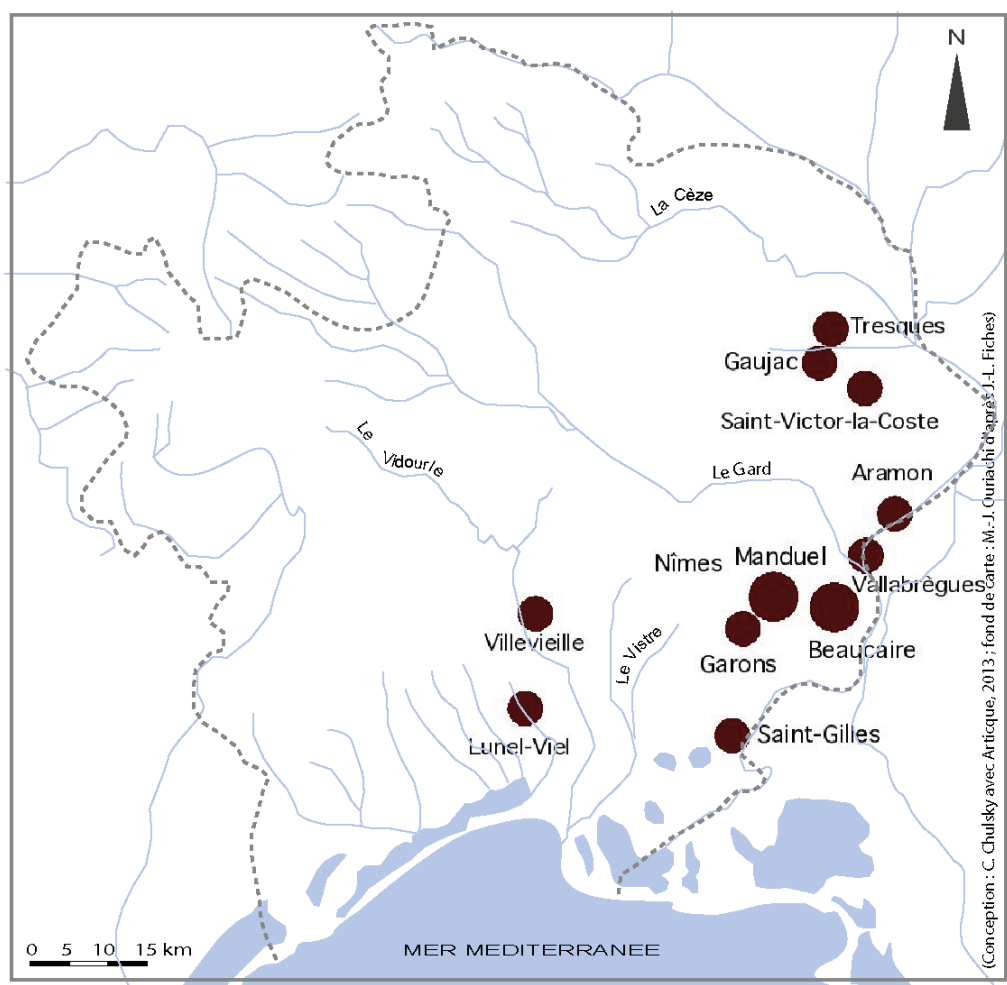 N
La Cèze
Tresques
Gaujac
Saint-Victor-la-Coste
Le
Vidourle
Le Gard
Aramon
Nîmes
Manduel
Vallabrègues
Villevieille
Le Vistre
Garons
Beaucaire
Lunel-Viel
Saint-Gilles
0 5 10 15 km
MER MEDITERRANEE
(Conception : C. Chulsky avec Articque, 2013 ; fond de carte : M.-J. Ouriachi d'après J.-L. Fiches)